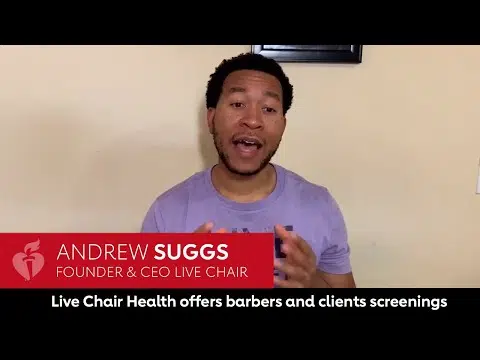 ANDREW SUGGS
FOUNDER & CEO LIVE CHAIR
Live Chair Health offers barbers and clients screenings